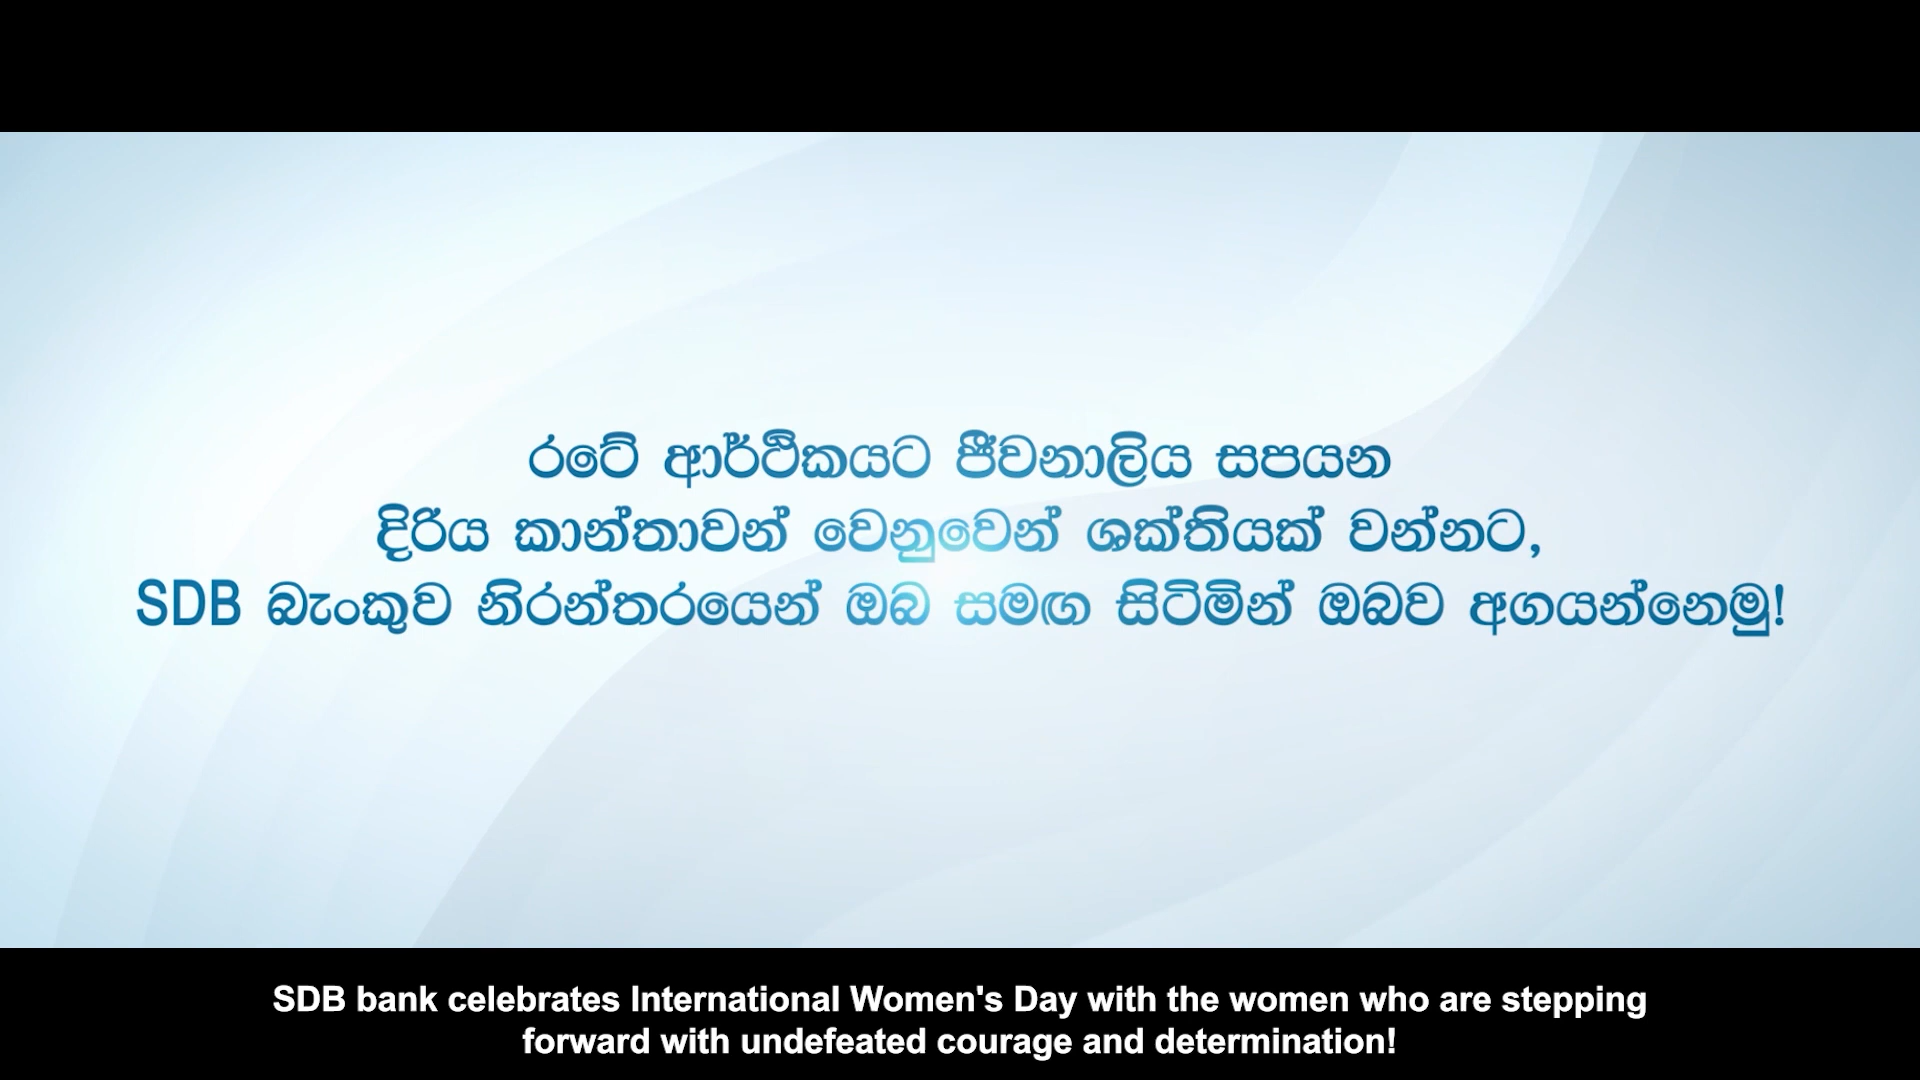 රටේ ආර්ථිකයට ජීවනාලිය සපයන
දිරිය කාන්තාවන් වෙනුවෙන් ශක්තියක් වන්නට,
SDB බැංකුව නිරන්තරයෙන් ඔබ සමඟ සිටිමින් ඔබව අගයන්නෙමු!
SDB bank celebrates International Women's Day with the women who are stepping
forward with undefeated courage and determination!